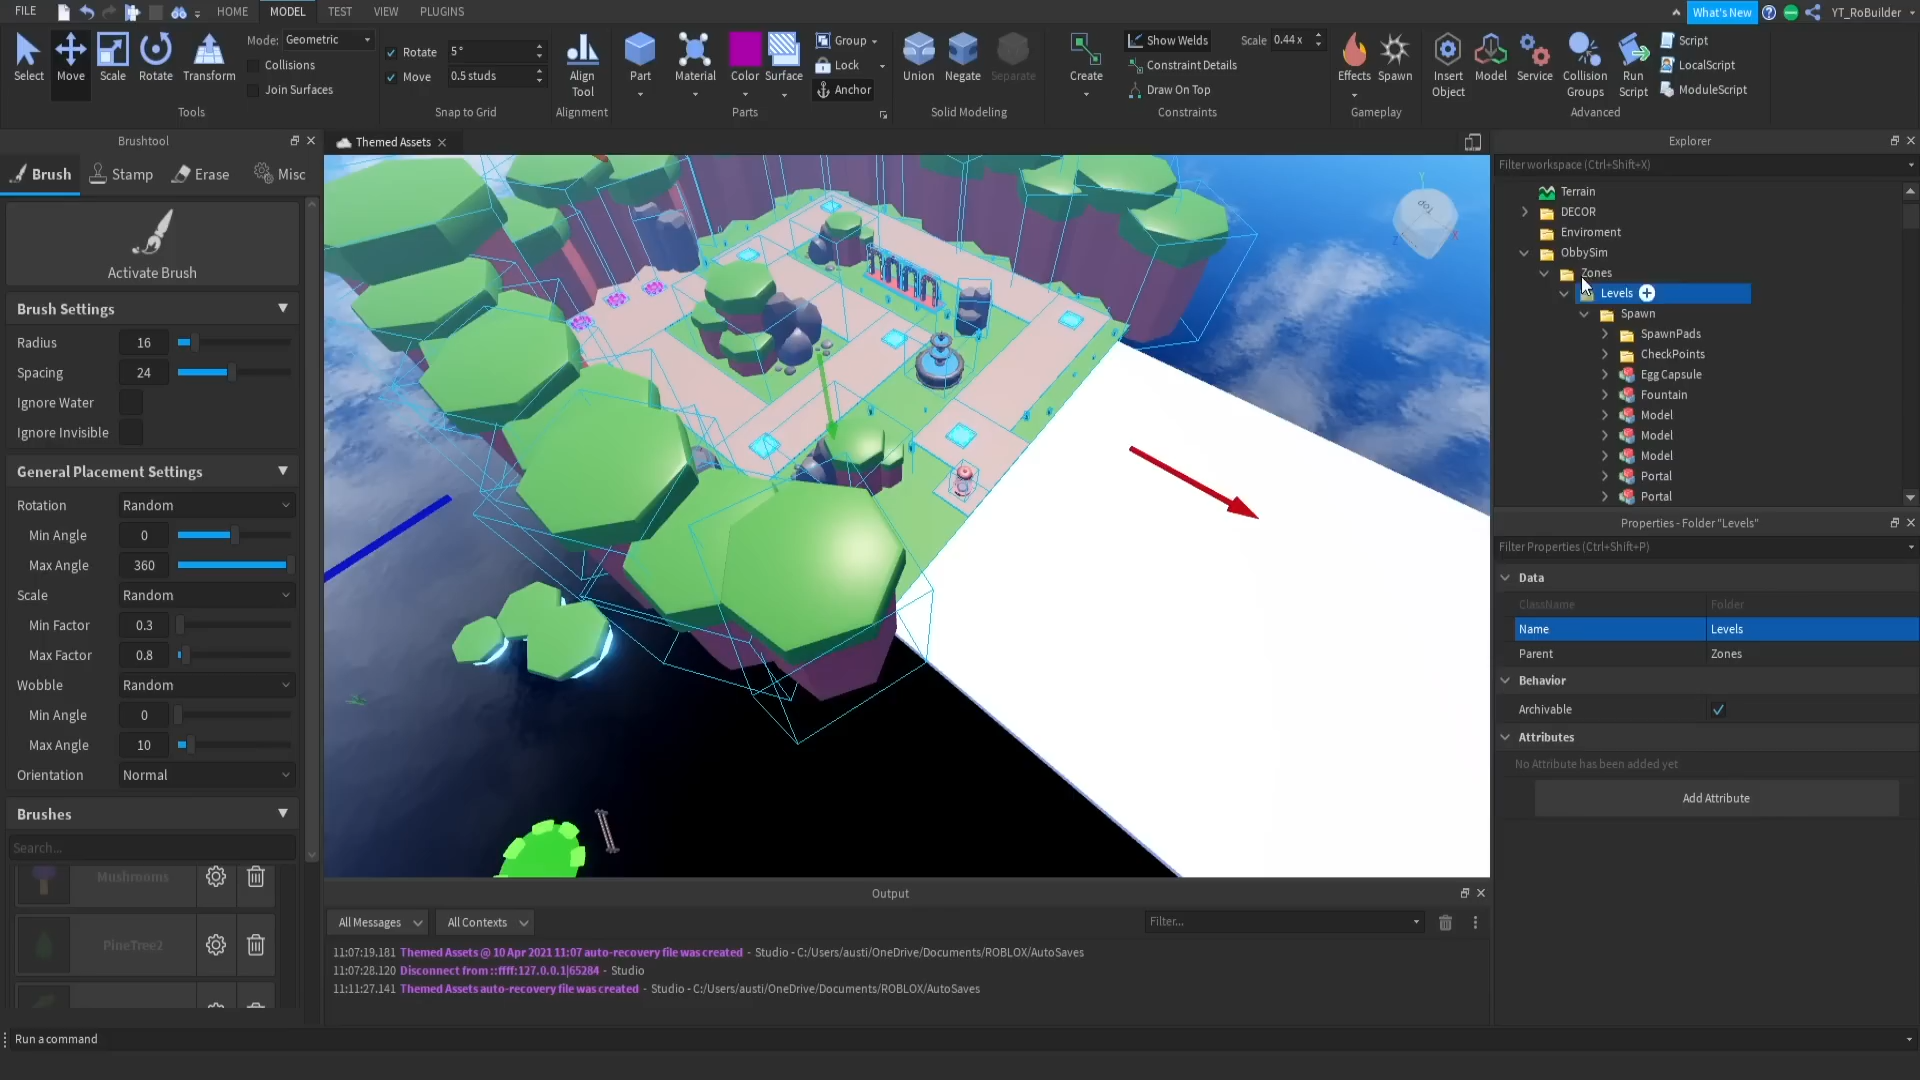 FILE HOME MODEL TEST VIEW PLUGINS What's New YT_RoBuilder
Select Move Scale Rotate Transform
Mode: Geometric
Collisions
Join Surfaces
Tools
Rotate 5°
Move 0.5 studs
Snap to Grid
Align Tool
Alignment
Part Material Color Surface
Group
Lock
Anchor
Parts
Union Negate Separate
Solid Modeling
Create
Show Welds Scale 0.44 x
Constraint Details
Draw On Top
Constraints
Effects Spawn
Gameplay
Insert Object Model Service Collision Groups Run Script
Script
LocalScript
ModuleScript
Advanced
Brushtool
Brush Stamp Erase Misc
Activate Brush
Brush Settings
Radius 16
Spacing 24
Ignore Water
Ignore Invisible
General Placement Settings
Rotation Random
Min Angle 0
Max Angle 360
Scale Random
Min Factor 0.3
Max Factor 0.8
Wobble Random
Min Angle 0
Max Angle 10
Orientation Normal
Brushes
Search...
Mushrooms
PineTree2
Themed Assets
Y
Top
Z
Output
All Messages All Contexts Filter...
11:07:19.181 Themed Assets @ 10 Apr 2021 11:07 auto-recovery file was created - Studio - C:/Users/austi/OneDrive/Documents/ROBLOX/AutoSaves
11:07:28.120 Disconnect from ::ffff:127.0.0.1|65284 - Studio
11:11:27.141 Themed Assets auto-recovery file was created - Studio - C:/Users/austi/OneDrive/Documents/ROBLOX/AutoSaves
Run a command
Explorer
Filter workspace (Ctrl+Shift+X)
Terrain
DECOR
Enviroment
ObbySim
Zones
Levels
Spawn
SpawnPads
CheckPoints
Egg Capsule
Fountain
Model
Model
Model
Portal
Portal
Properties - Folder "Levels"
Filter Properties (Ctrl+Shift+P)
Data
ClassName Folder
Name Levels
Parent Zones
Behavior
Archivable
Attributes
No Attribute has been added yet
Add Attribute